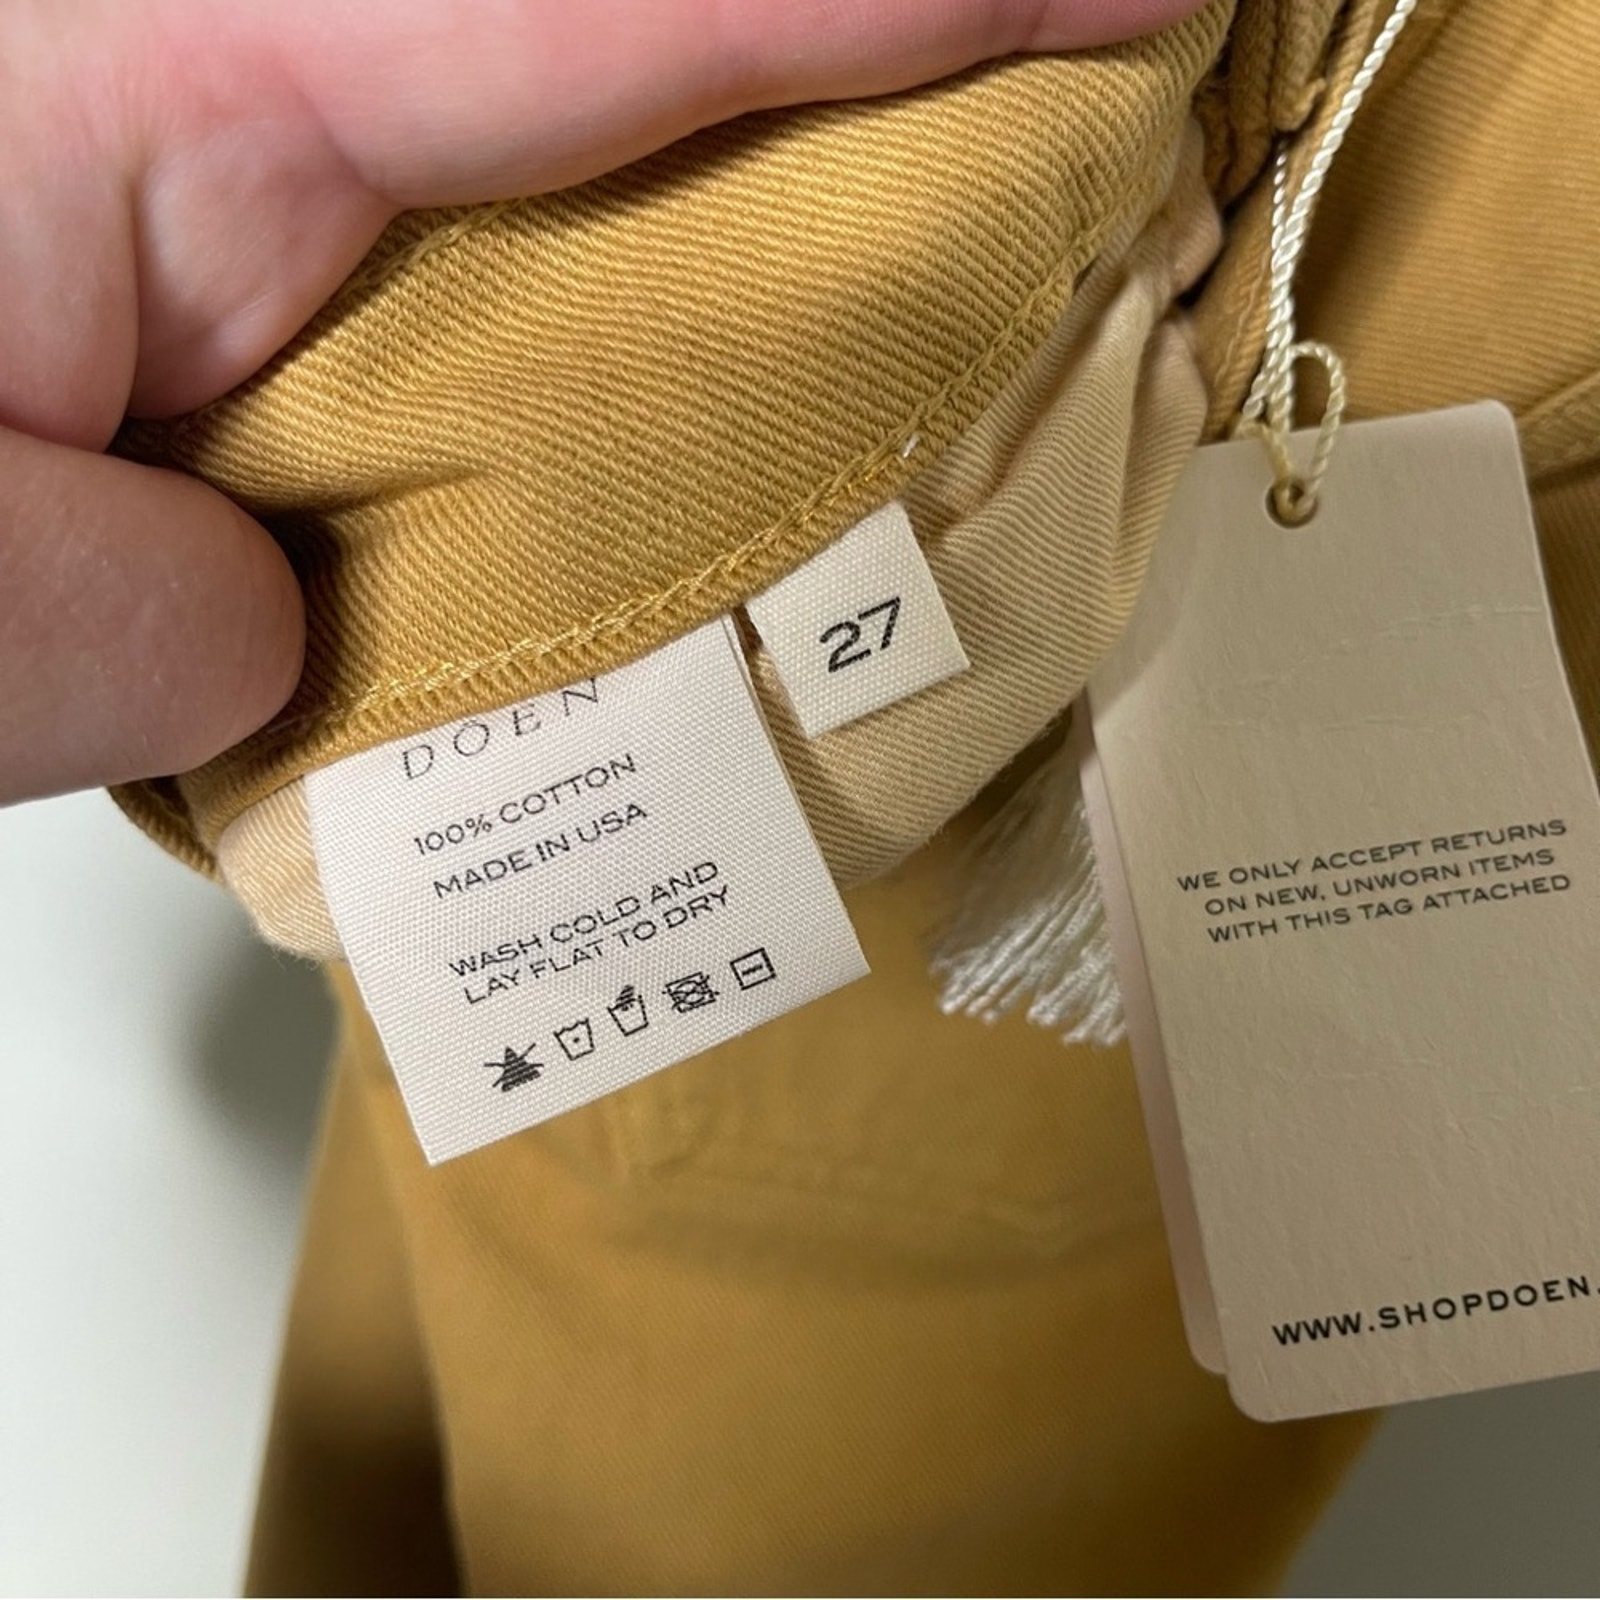 27
DÔEN
100% COTTON
MADE IN USA
WASH COLD AND
LAY FLAT TO DRY
WE ONLY ACCEPT RETURNS
ON NEW, UNWORN ITEMS
WITH THIS TAG ATTACHED
WWW.SHOPDOEN.